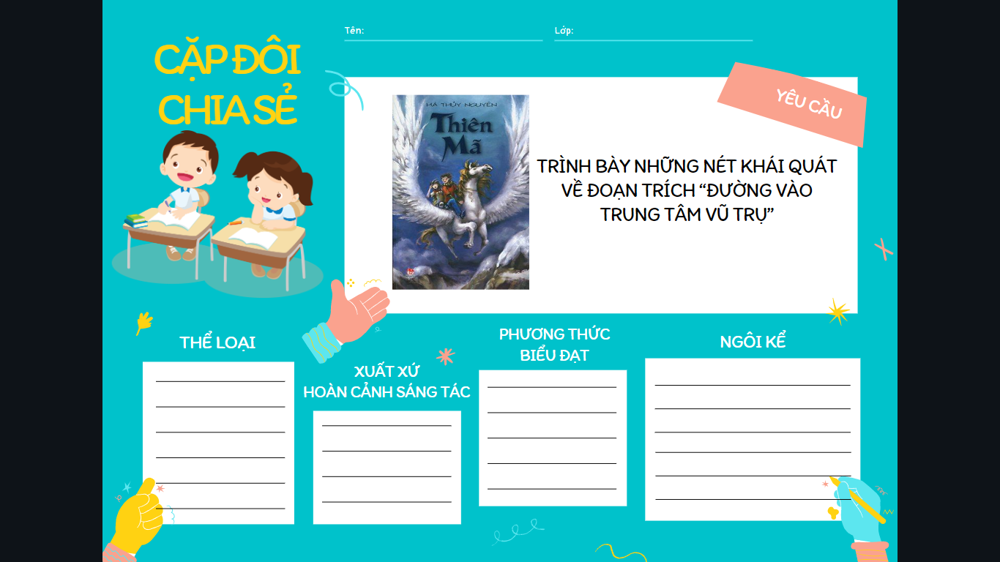 Tên:
Lớp:
CẶP ĐÔI
CHIA SẺ
YÊU CẦU
HÀ THỦY NGUYÊN
Thiên
Mã
TRÌNH BÀY NHỮNG NÉT KHÁI QUÁT
VỀ ĐOẠN TRÍCH “ĐƯỜNG VÀO
TRUNG TÂM VŨ TRỤ”
THỂ LOẠI
XUẤT XỨ
HOÀN CẢNH SÁNG TÁC
PHƯƠNG THỨC
BIỂU ĐẠT
NGÔI KỂ